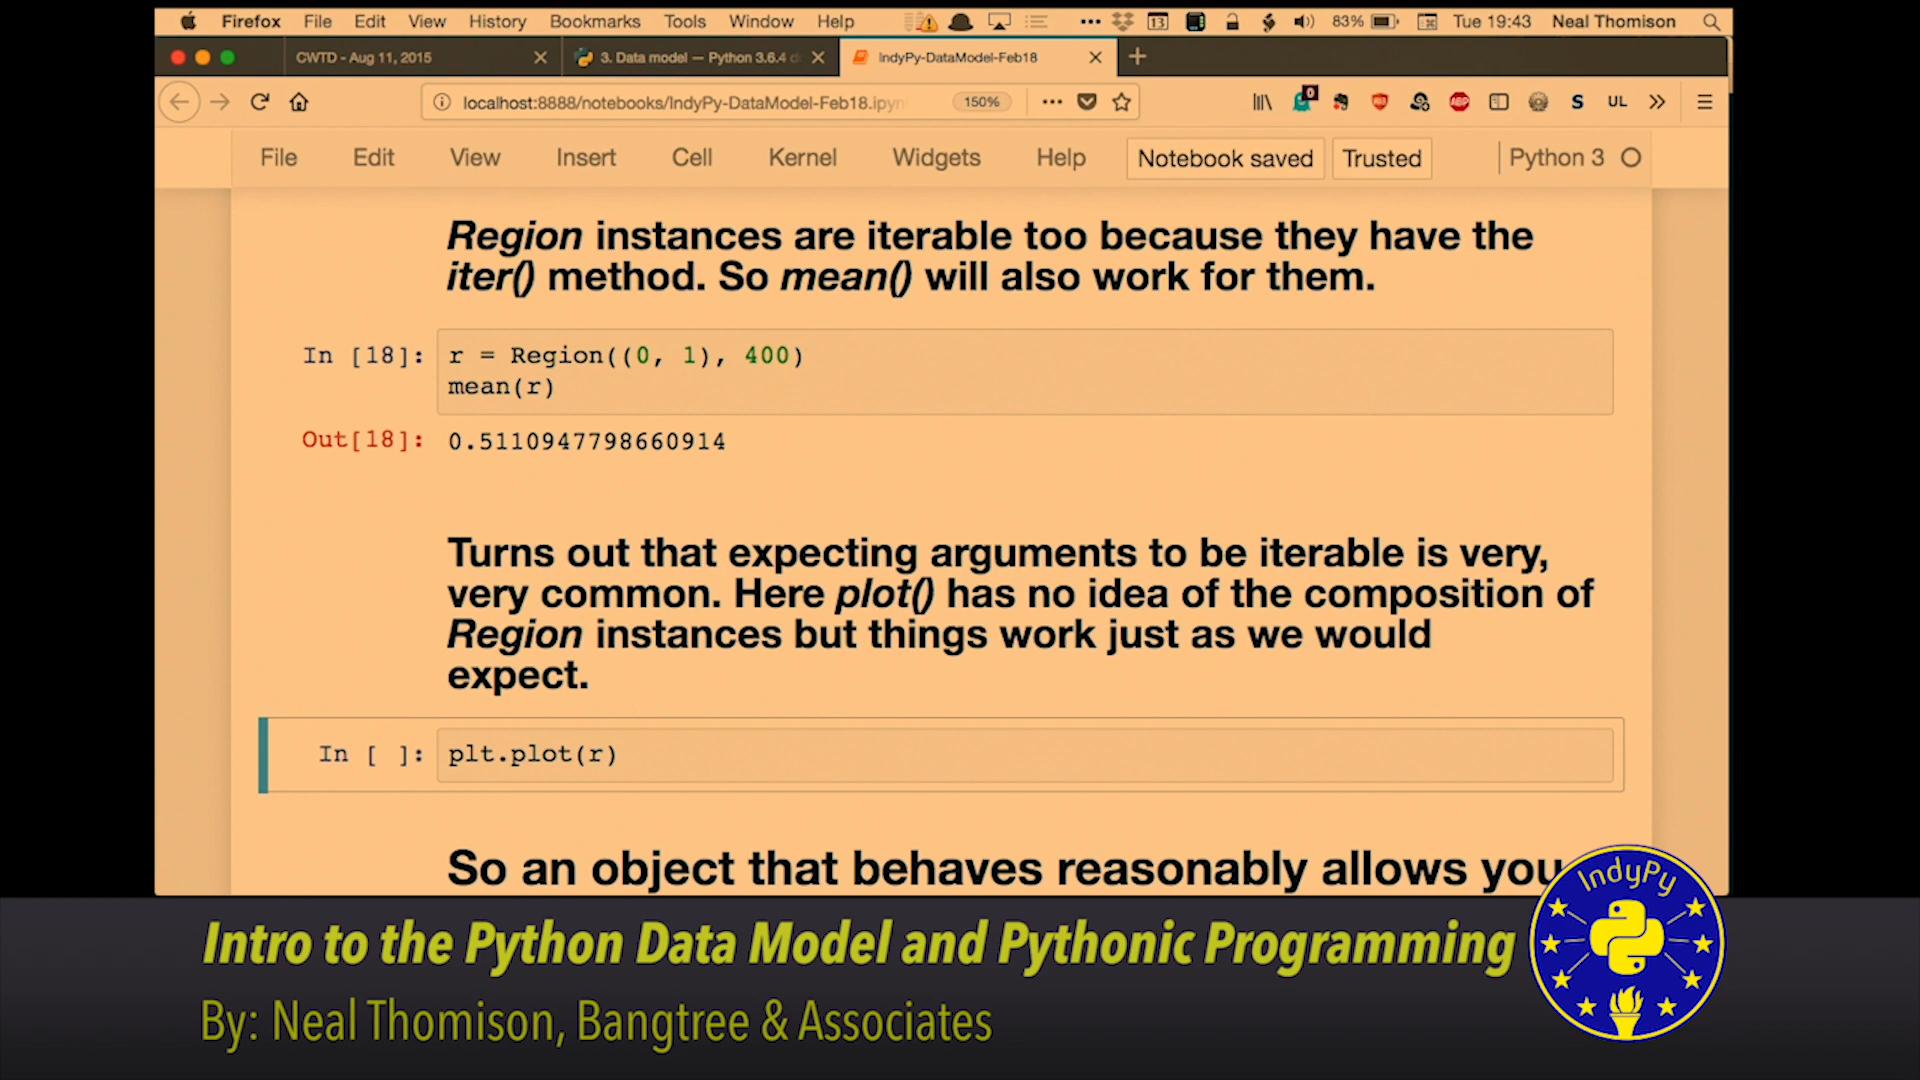 Firefox File Edit View History Bookmarks Tools Window Help 13 83% Tue 19:43 Neal Thomison
CWTD - Aug 11, 2015
3. Data model — Python 3.6.4 d
IndyPy-DataModel-Feb18
localhost:8888/notebooks/IndyPy-DataModel-Feb18.ipyn 150% 0 ABP S UL
File Edit View Insert Cell Kernel Widgets Help Notebook saved Trusted Python 3
Region instances are iterable too because they have the
iter() method. So mean() will also work for them.
In [18]: r = Region((0, 1), 400)
mean(r)
Out[18]: 0.5110947798660914
Turns out that expecting arguments to be iterable is very,
very common. Here plot() has no idea of the composition of
Region instances but things work just as we would
expect.
In [ ]: plt.plot(r)
So an object that behaves reasonably allows you
IndyPy
Intro to the Python Data Model and Pythonic Programming
By: Neal Thomison, Bangtree & Associates